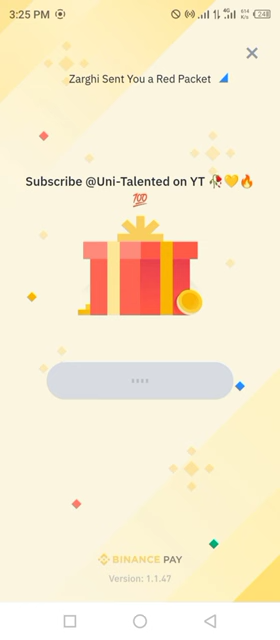 3:25 PM
Zarghi Sent You a Red Packet
Subscribe @Uni-Talented on YT 🥀💛🔥
💯
BINANCE PAY
Version: 1.1.47